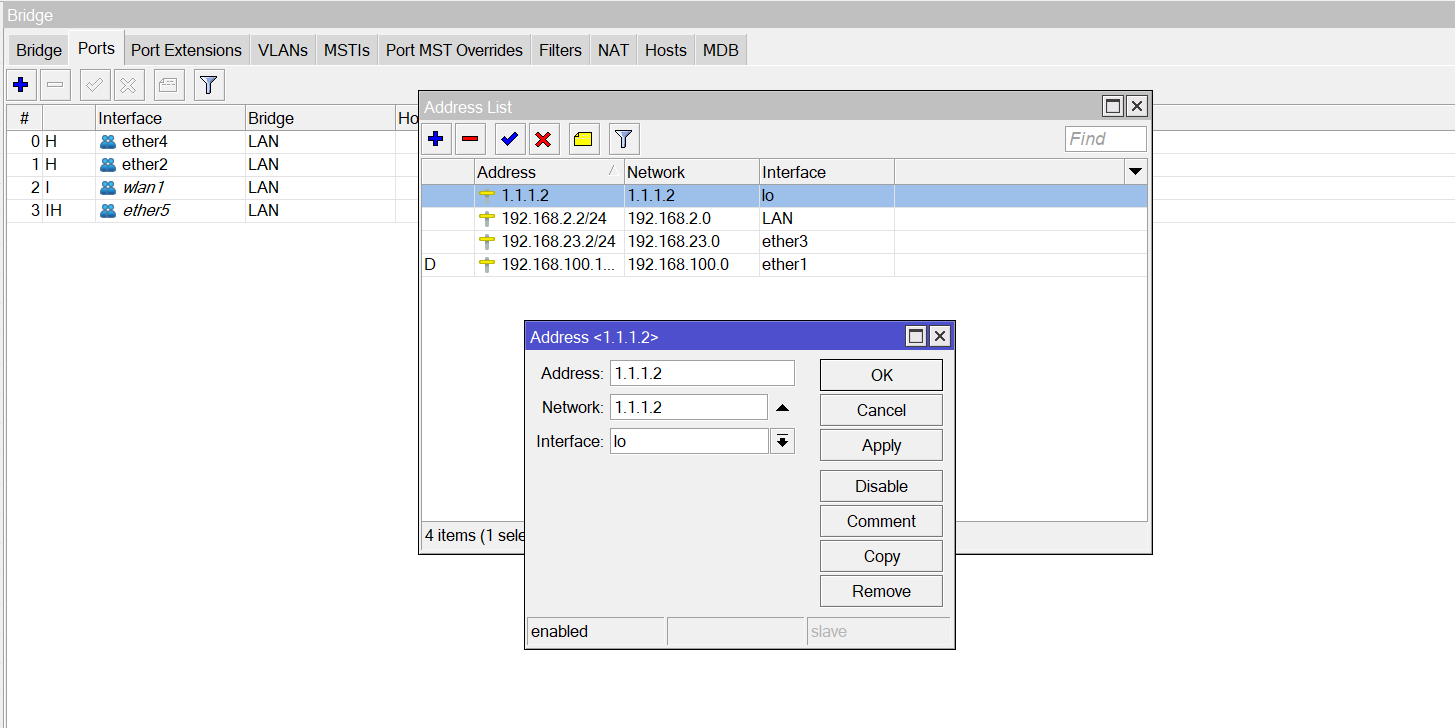 Bridge
Bridge Ports Port Extensions VLANs MSTIs Port MST Overrides Filters NAT Hosts MDB
# Interface Bridge Ho
0 H ether4 LAN
1 H ether2 LAN
2 I wlan1 LAN
3 IH ether5 LAN
Address List
Find
Address Network Interface
1.1.1.2 1.1.1.2 lo
192.168.2.2/24 192.168.2.0 LAN
192.168.23.2/24 192.168.23.0 ether3
D 192.168.100.1... 192.168.100.0 ether1
4 items (1 sele
Address <1.1.1.2>
Address: 1.1.1.2 OK
Network: 1.1.1.2 Cancel
Interface: lo Apply
Disable
Comment
Copy
Remove
enabled slave